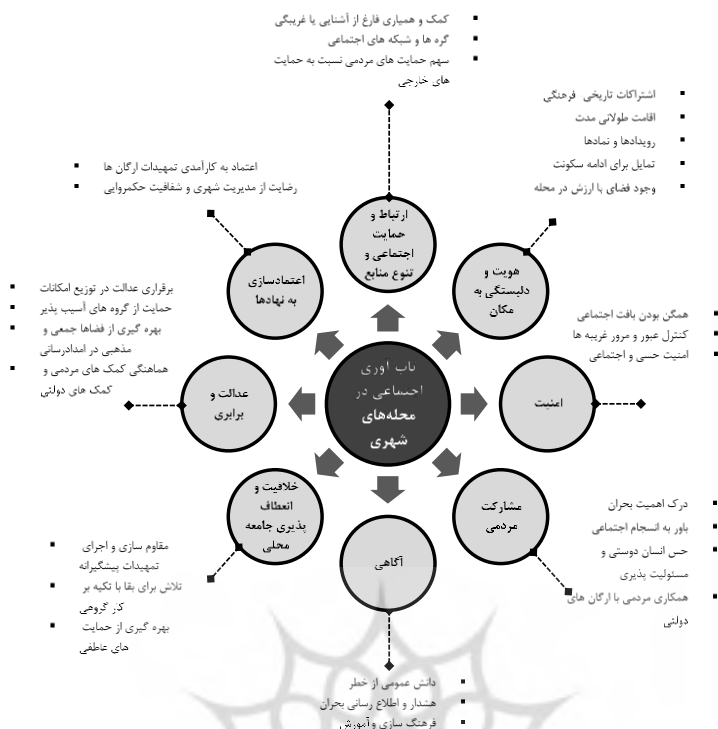 کمک و همیاری فارغ از آشنایی یا غریبگی
گره ها و شبکه های اجتماعی
سهم حمایت های مردمی نسبت به حمایت
های خارجی
اشتراکات تاریخی فرهنگی
اقامت طولانی مدت
رویدادها و نمادها
تمایل برای ادامه سکونت
وجود فضای با ارزش در محله
اعتماد به کارآمدی تمهیدات ارگان ها
رضایت از مدیریت شهری و شفافیت حکمروایی
ارتباط و
حمایت
اجتماعی و
تنوع منابع
هویت و
دلبستگی به
مکان
اعتمادسازی
به نهادها
برقراری عدالت در توزیع امکانات
حمایت از گروه های آسیب پذیر
بهره گیری از فضاها جمعی و
مذهبی در امدادرسانی
هماهنگی کمک های مردمی و
کمک های دولتی
همگن بودن بافت اجتماعی
کنترل عبور و مرور غریبه ها
امنیت حسی و اجتماعی
تاب آوری
اجتماعی در
محله‌های
شهری
امنیت
عدالت و
برابری
مشارکت
مردمی
خلاقیت و
انعطاف
پذیری جامعه
محلی
آگاهی
درک اهمیت بحران
باور به انسجام اجتماعی
حس انسان دوستی و
مسئولیت پذیری
همکاری مردمی با ارگان های
دولتی
مقاوم سازی و اجرای
تمهیدات پیشگیرانه
تلاش برای بقا با تکیه بر
کار گروهی
بهره گیری از حمایت
های عاطفی
دانش عمومی از خطر
هشدار و اطلاع رسانی بحران
فرهنگ سازی و آموزش